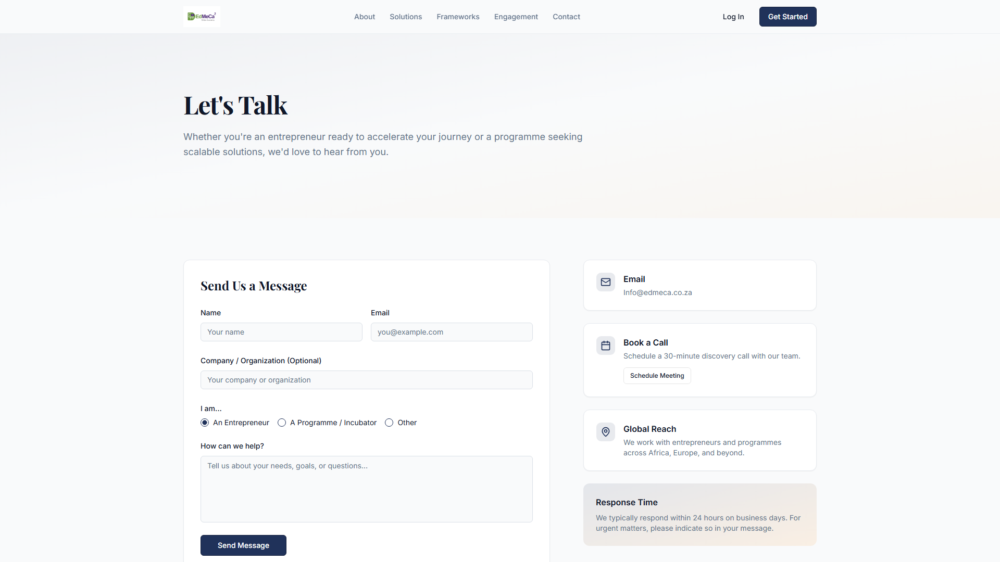 EdMeCa²
About
Solutions
Frameworks
Engagement
Contact
Log In
Get Started
Let's Talk
Whether you're an entrepreneur ready to accelerate your journey or a programme seeking
scalable solutions, we'd love to hear from you.
Send Us a Message
Name
Email
Your name
you@example.com
Company / Organization (Optional)
Your company or organization
I am...
An Entrepreneur
A Programme / Incubator
Other
How can we help?
Tell us about your needs, goals, or questions...
Send Message
Email
Info@edmeca.co.za
Book a Call
Schedule a 30-minute discovery call with our team.
Schedule Meeting
Global Reach
We work with entrepreneurs and programmes
across Africa, Europe, and beyond.
Response Time
We typically respond within 24 hours on business days. For
urgent matters, please indicate so in your message.